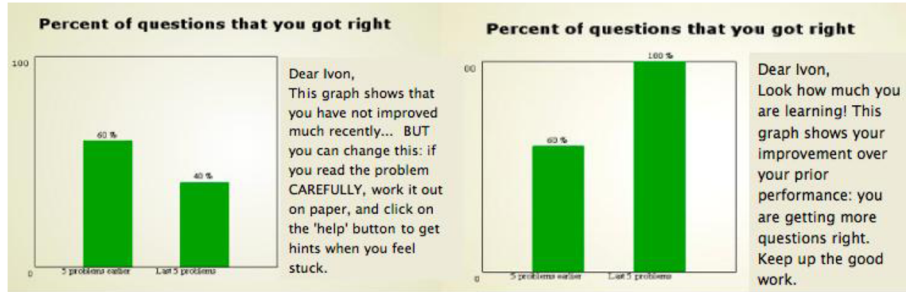 Percent of questions that you got right
100
60 %
40 %
0
5 problems earlier
Last 5 problems
Dear Ivon,
This graph shows that
you have not improved
much recently... BUT
you can change this: if
you read the problem
CAREFULLY, work it out
on paper, and click on
the 'help' button to get
hints when you feel
stuck.
Percent of questions that you got right
00
100 %
60 %
0
5 problems earlier
Last 5 problems
Dear Ivon,
Look how much you
are learning! This
graph shows your
improvement over
your prior
performance: you
are getting more
questions right.
Keep up the good
work.